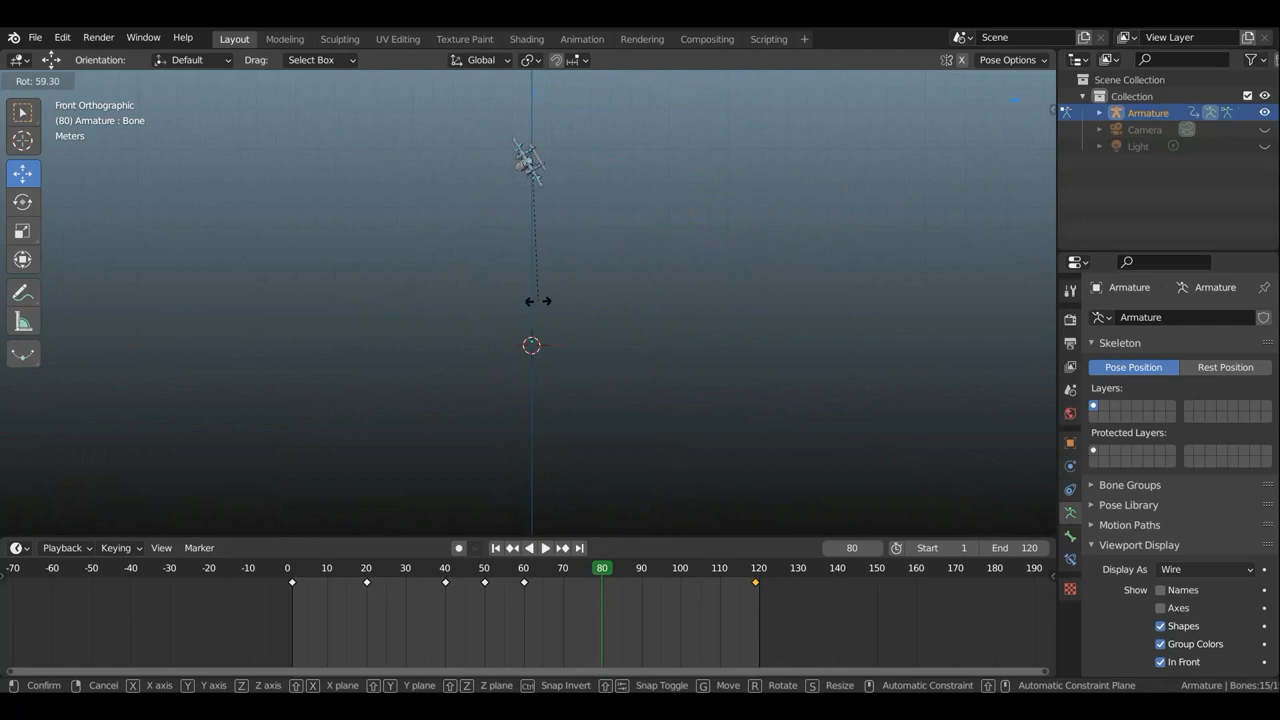 File Edit Render Window Help Layout Modeling Sculpting UV Editing Texture Paint Shading Animation Rendering Compositing Scripting + Scene View Layer
Orientation: Default Drag: Select Box Global X Pose Options
Rot: 59.30
Front Orthographic
(80) Armature : Bone
Meters
Scene Collection
Collection
Armature
Camera
Light
Armature Armature
Armature
Skeleton
Pose Position Rest Position
Layers:
Protected Layers:
Bone Groups
Pose Library
Motion Paths
Viewport Display
Display As Wire
Show Names
Axes
Shapes
Group Colors
In Front
Playback Keying View Marker 80 Start 1 End 120
-70 -60 -50 -40 -30 -20 -10 0 10 20 30 40 50 60 70 80 90 100 110 120 130 140 150 160 170 180 190
Confirm Cancel X X axis Y Y axis Z Z axis X X plane Y Y plane Z Z plane Ctrl Snap Invert Snap Toggle G Move R Rotate S Resize Automatic Constraint Automatic Constraint Plane Armature | Bones:15/1